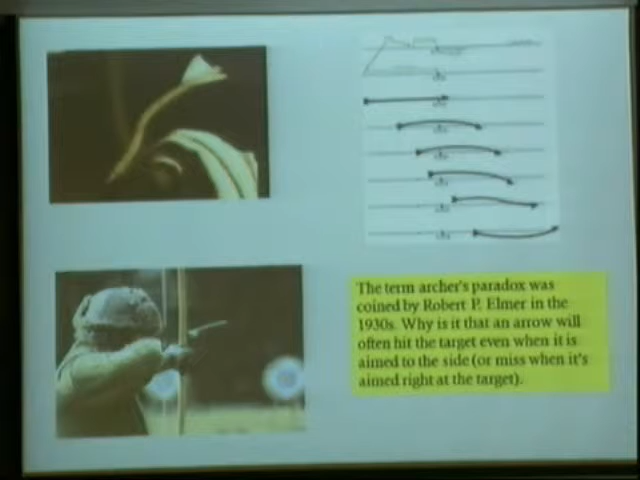 The term archer's paradox was
coined by Robert P. Elmer in the
1930s. Why is it that an arrow will
often hit the target even when it is
aimed to the side (or miss when it's
aimed right at the target).